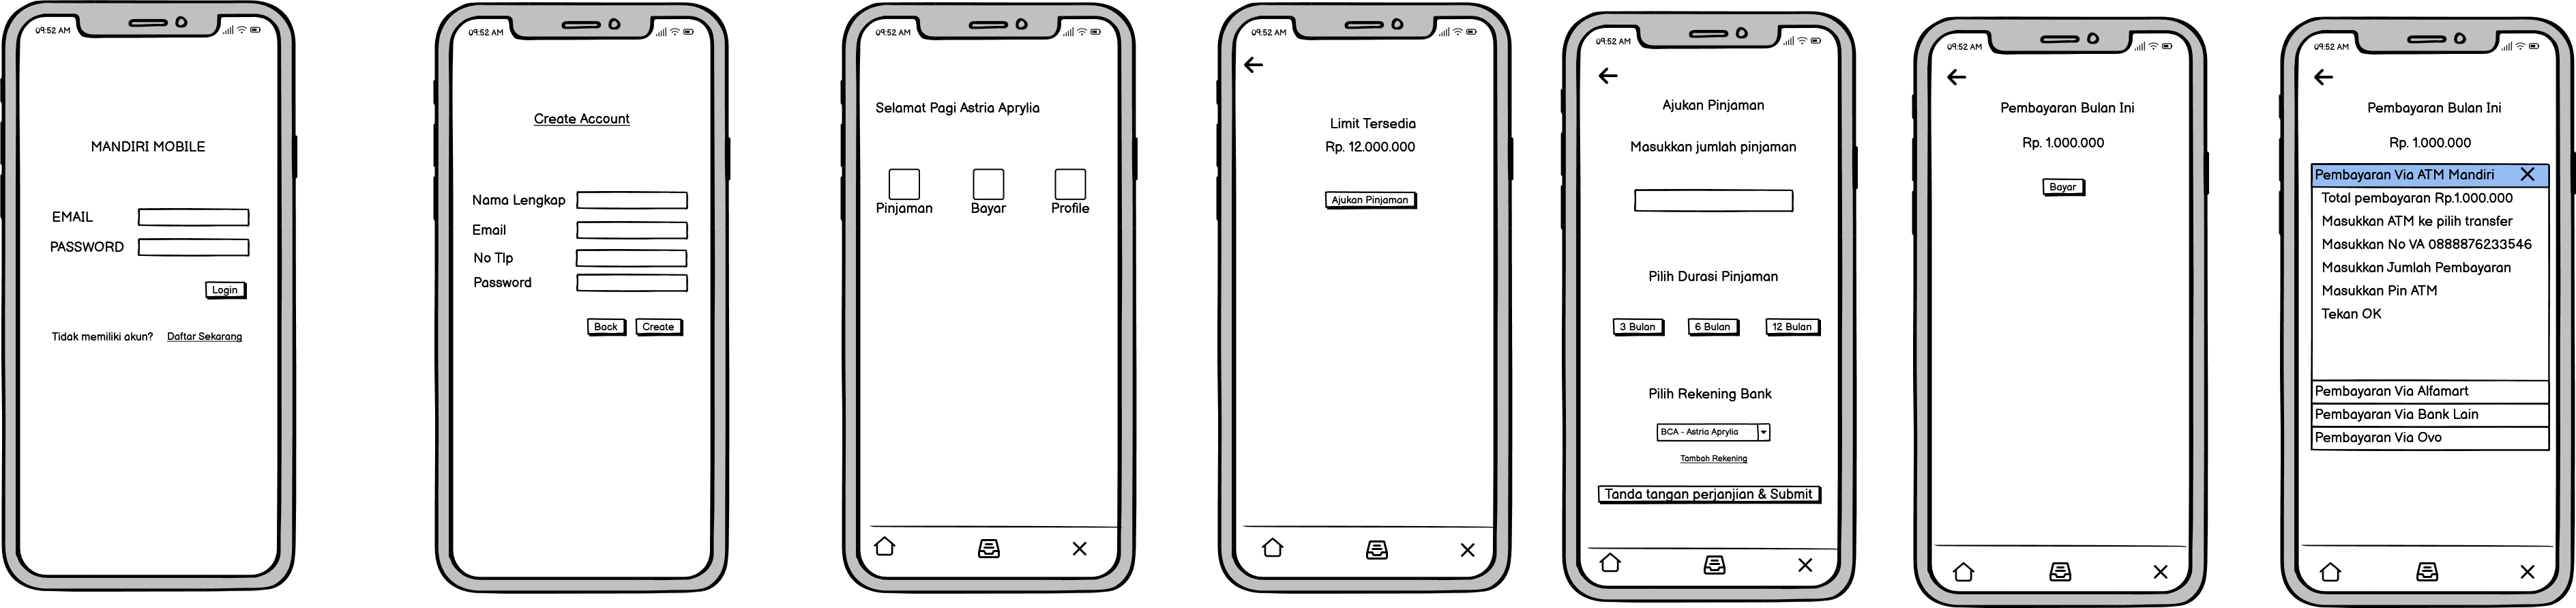 09:52 AM
MANDIRI MOBILE
EMAIL
PASSWORD
Login
Tidak memiliki akun? Daftar Sekarang
09:52 AM
Create Account
Nama Lengkap
Email
No Tlp
Password
Back Create
09:52 AM
Selamat Pagi Astria Aprylia
Pinjaman Bayar Profile
09:52 AM
Limit Tersedia
Rp. 12.000.000
Ajukan Pinjaman
09:52 AM
Ajukan Pinjaman
Masukkan jumlah pinjaman
Pilih Durasi Pinjaman
3 Bulan 6 Bulan 12 Bulan
Pilih Rekening Bank
BCA - Astria Aprylia
Tambah Rekening
Tanda tangan perjanjian & Submit
09:52 AM
Pembayaran Bulan Ini
Rp. 1.000.000
Bayar
09:52 AM
Pembayaran Bulan Ini
Rp. 1.000.000
Pembayaran Via ATM Mandiri
Total pembayaran Rp.1.000.000
Masukkan ATM ke pilih transfer
Masukkan No VA 0888876233546
Masukkan Jumlah Pembayaran
Masukkan Pin ATM
Tekan OK
Pembayaran Via Alfamart
Pembayaran Via Bank Lain
Pembayaran Via Ovo